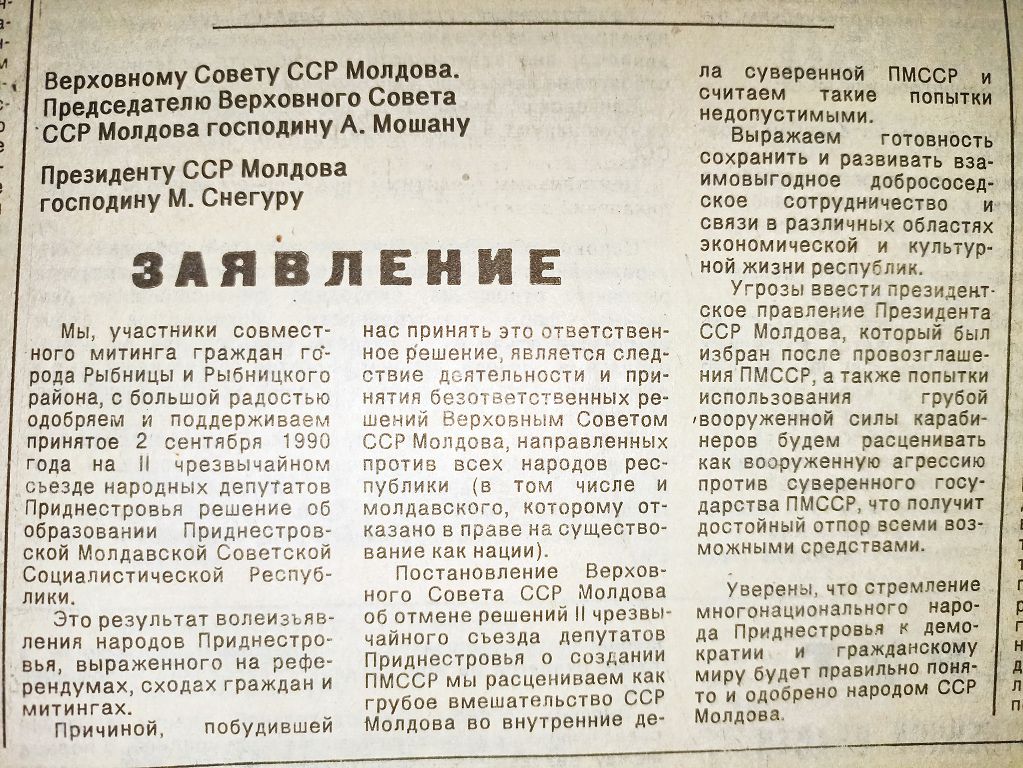 Верховному Совету ССР Молдова.
Председателю Верховного Совета
ССР Молдова господину А. Мошану
Президенту ССР Молдова
господину М. Снегуру
ЗАЯВЛЕНИЕ
Мы, участники совмест-
ного митинга граждан го-
рода Рыбницы и Рыбницкого
района, с большой радостью
одобряем и поддерживаем
принятое 2 сентября 1990
года на II чрезвычайном
съезде народных депутатов
Приднестровья решение об
образовании Приднестров-
ской Молдавской Советской
Социалистической Респуб-
лики.
Это результат волеизъяв-
ления народов Приднестро-
вья, выраженного на рефе-
рендумах, сходах граждан и
митингах.
Причиной, побудившей
нас принять это ответствен-
ное решение, является след-
ствие деятельности и при-
нятия безответственных ре-
шений Верховным Советом
ССР Молдова, направленных
против всех народов рес-
публики (в том числе и
молдавского, которому от-
казано в праве на существо-
вание как нации).
Постановление Верхов-
ного Совета ССР Молдова
об отмене решений II чрезвы-
чайного съезда депутатов
Приднестровья о создании
ПМССР мы расцениваем как
грубое вмешательство ССР
Молдова во внутренние де-
ла суверенной ПМССР и
считаем такие попытки
недопустимыми.
Выражаем готовность
сохранить и развивать вза-
имовыгодное добрососед-
ское сотрудничество и
связи в различных областях
экономической и культур-
ной жизни республик.
Угрозы ввести президент-
ское правление Президента
ССР Молдова, который был
избран после провозглаше-
ния ПМССР, а также попытки
использования грубой
вооруженной силы караби-
неров будем расценивать
как вооруженную агрессию
против суверенного госу-
дарства ПМССР, что получит
достойный отпор всеми воз-
можными средствами.
Уверены, что стремление
многонационального наро-
да Приднестровья к демо-
кратии и гражданскому
миру будет правильно поня-
то и одобрено народом ССР
Молдова.